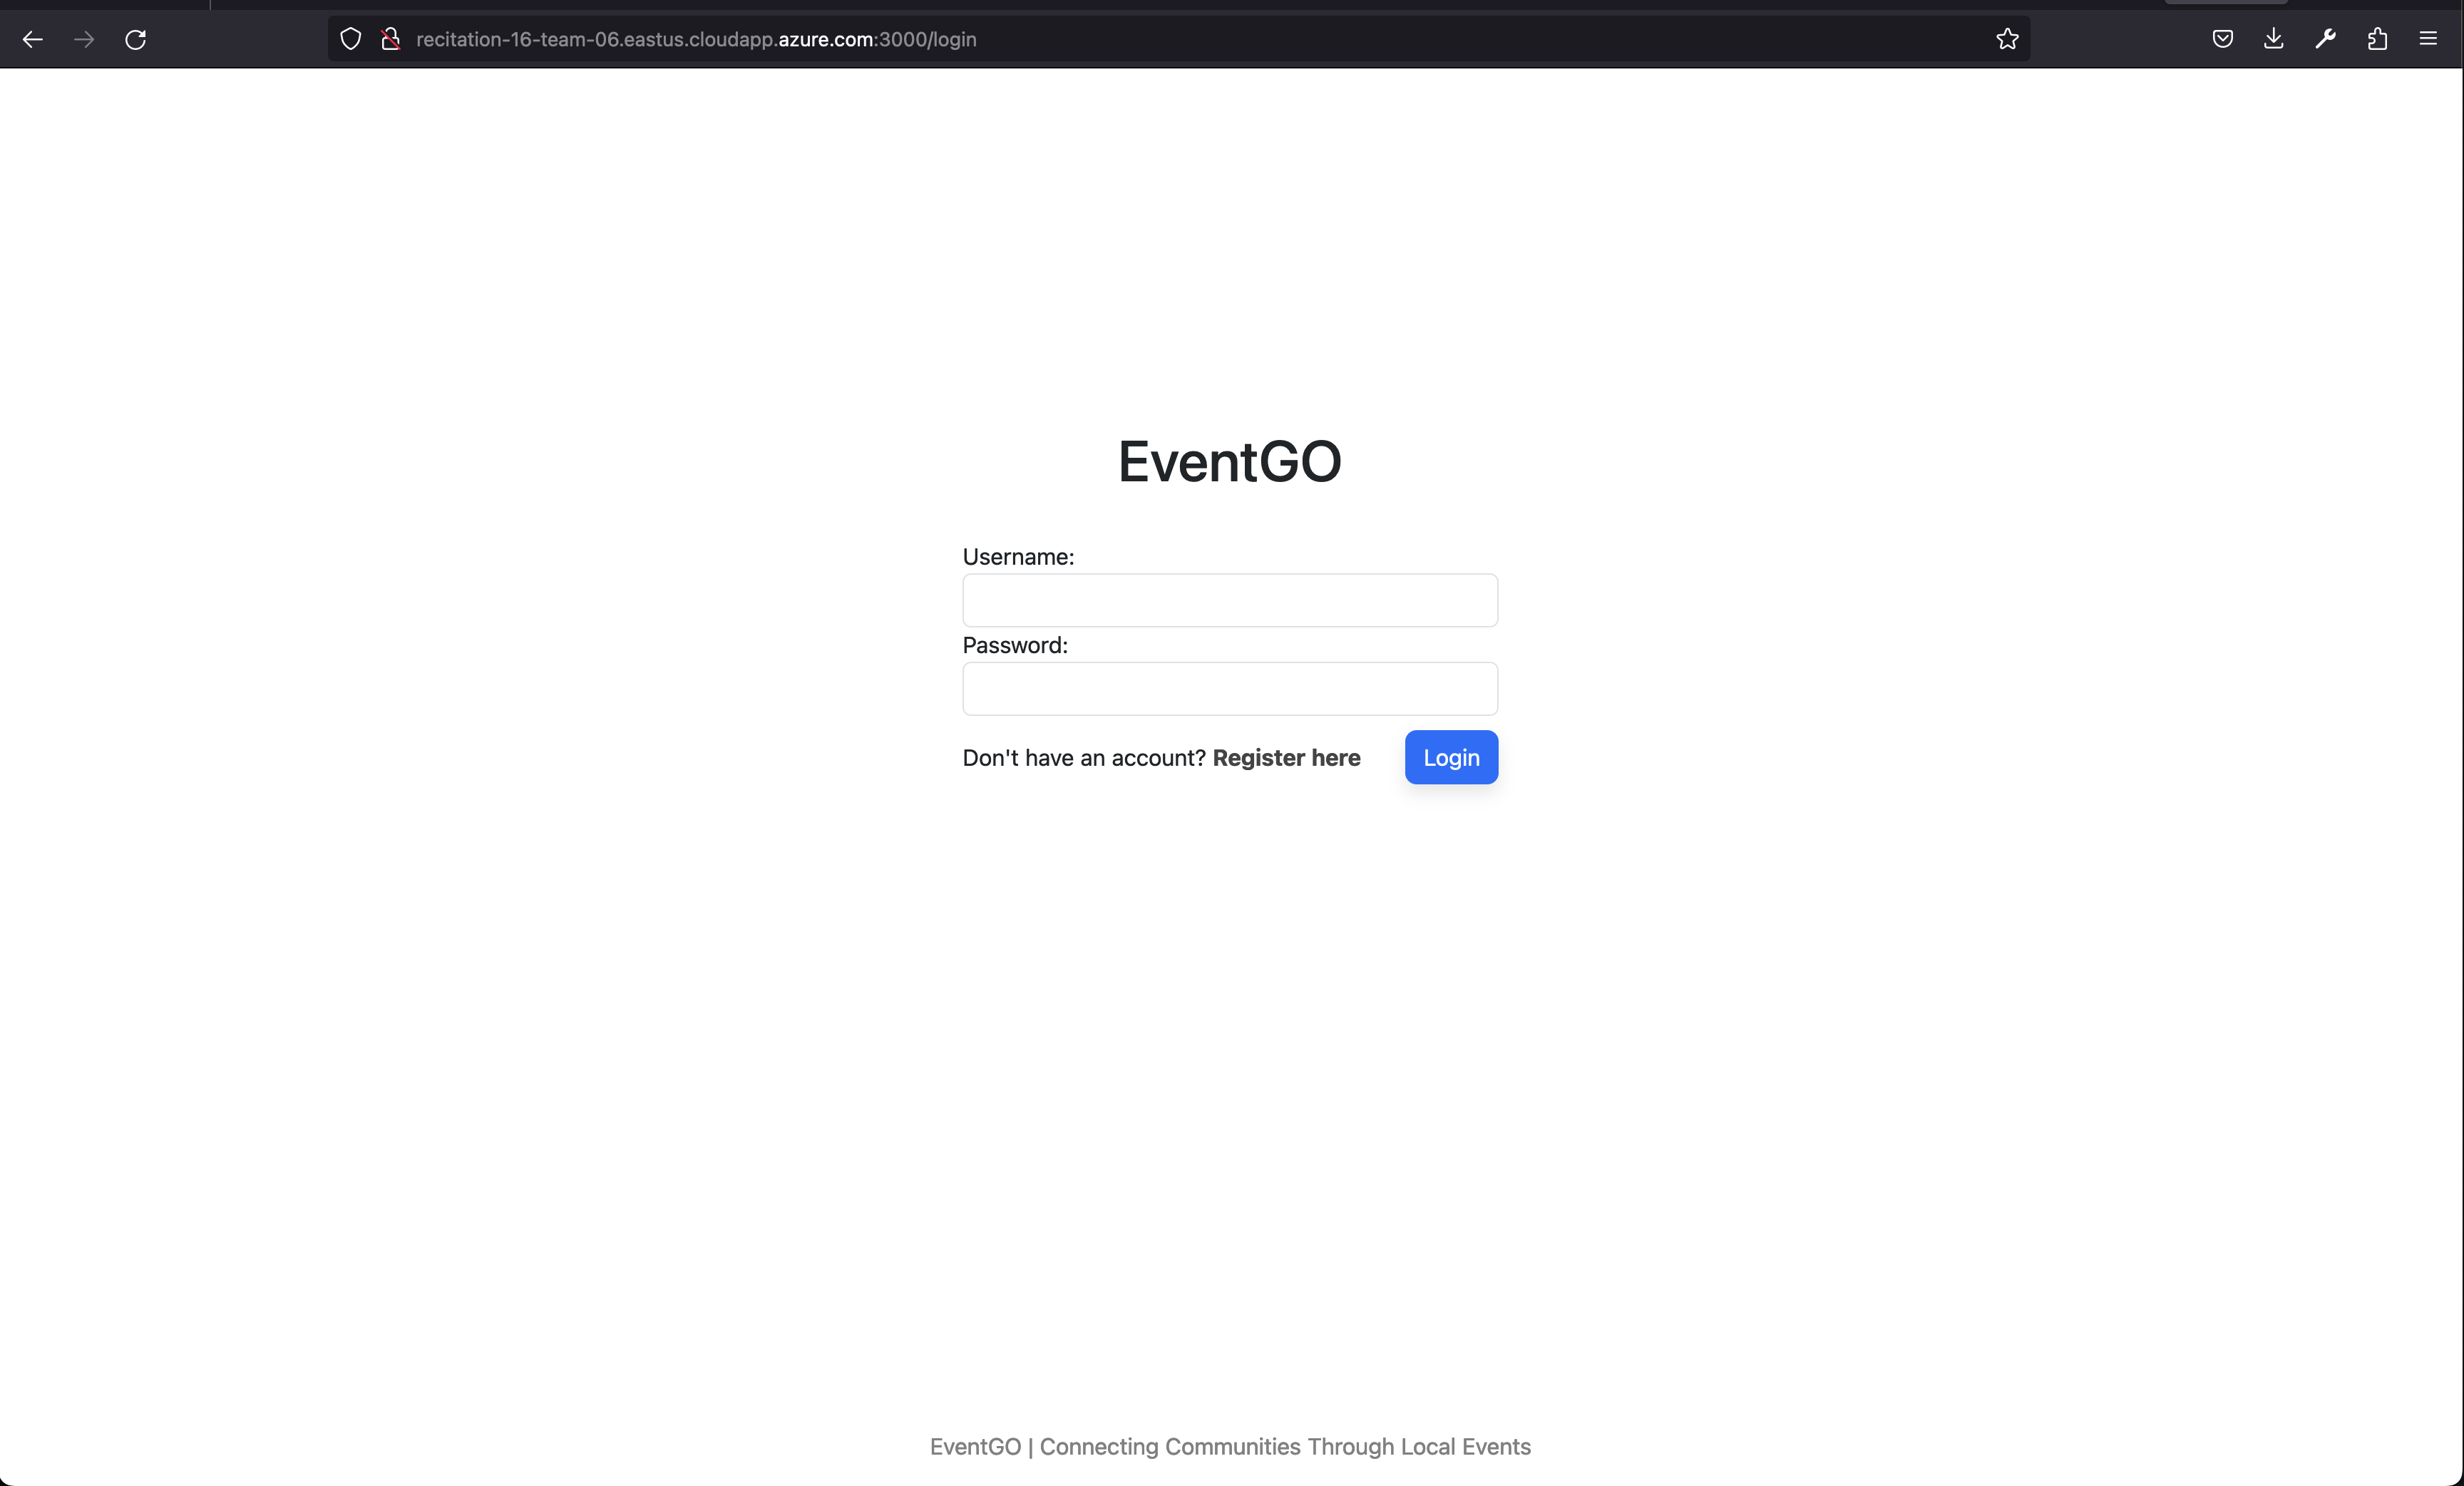 recitation-16-team-06.eastus.cloudapp.azure.com:3000/login
EventGO
Username:
Password:
Don't have an account? Register here
Login
EventGO | Connecting Communities Through Local Events